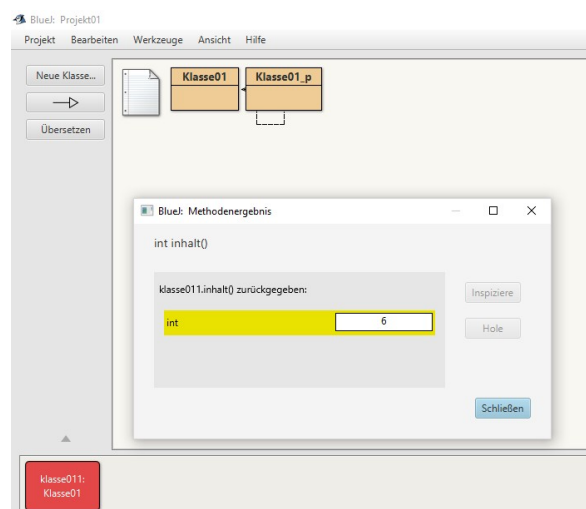 BlueJ: Projekt01
Projekt Bearbeiten Werkzeuge Ansicht Hilfe
Neue Klasse...
Übersetzen
Klasse01
Klasse01_p
BlueJ: Methodenergebnis
int inhalt()
klasse011.inhalt() zurückgegeben:
int
6
Inspiziere
Hole
Schließen
klasse011:
Klasse01